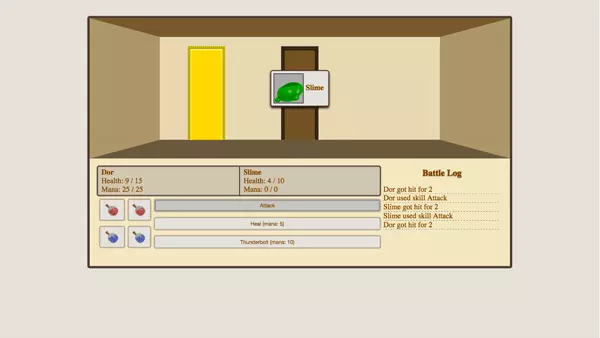 Slime
Dor
Health: 9 / 15
Mana: 25 / 25
Slime
Health: 4 / 10
Mana: 0 / 0
Attack
Heal (mana: 5)
Thunderbolt (mana: 10)
Battle Log
Dor got hit for 2
Dor used skill Attack
Slime got hit for 2
Slime used skill Attack
Dor got hit for 2